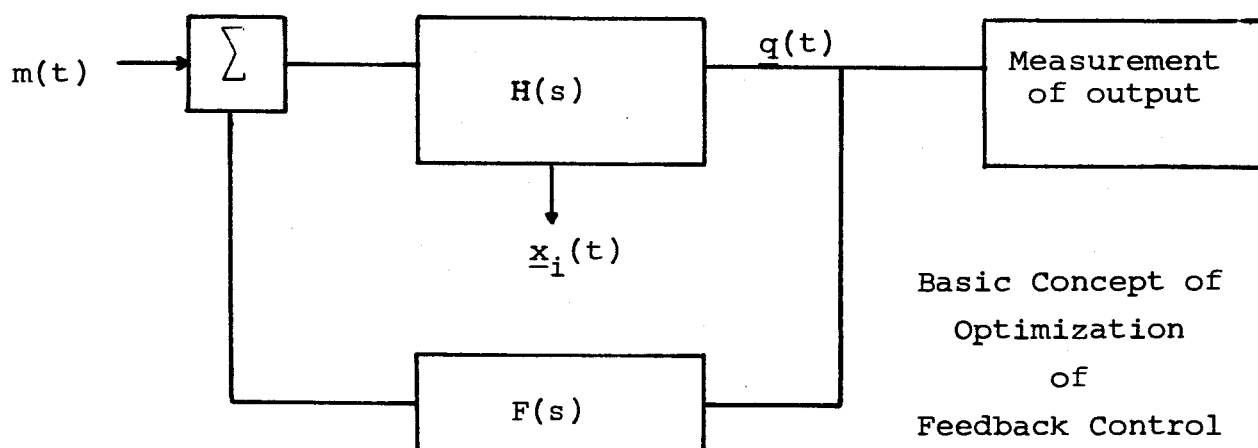 m(t)
∑
H(s)
q(t)
Measurement
of output
x_i(t)
F(s)
Basic Concept of
Optimization
of
Feedback Control